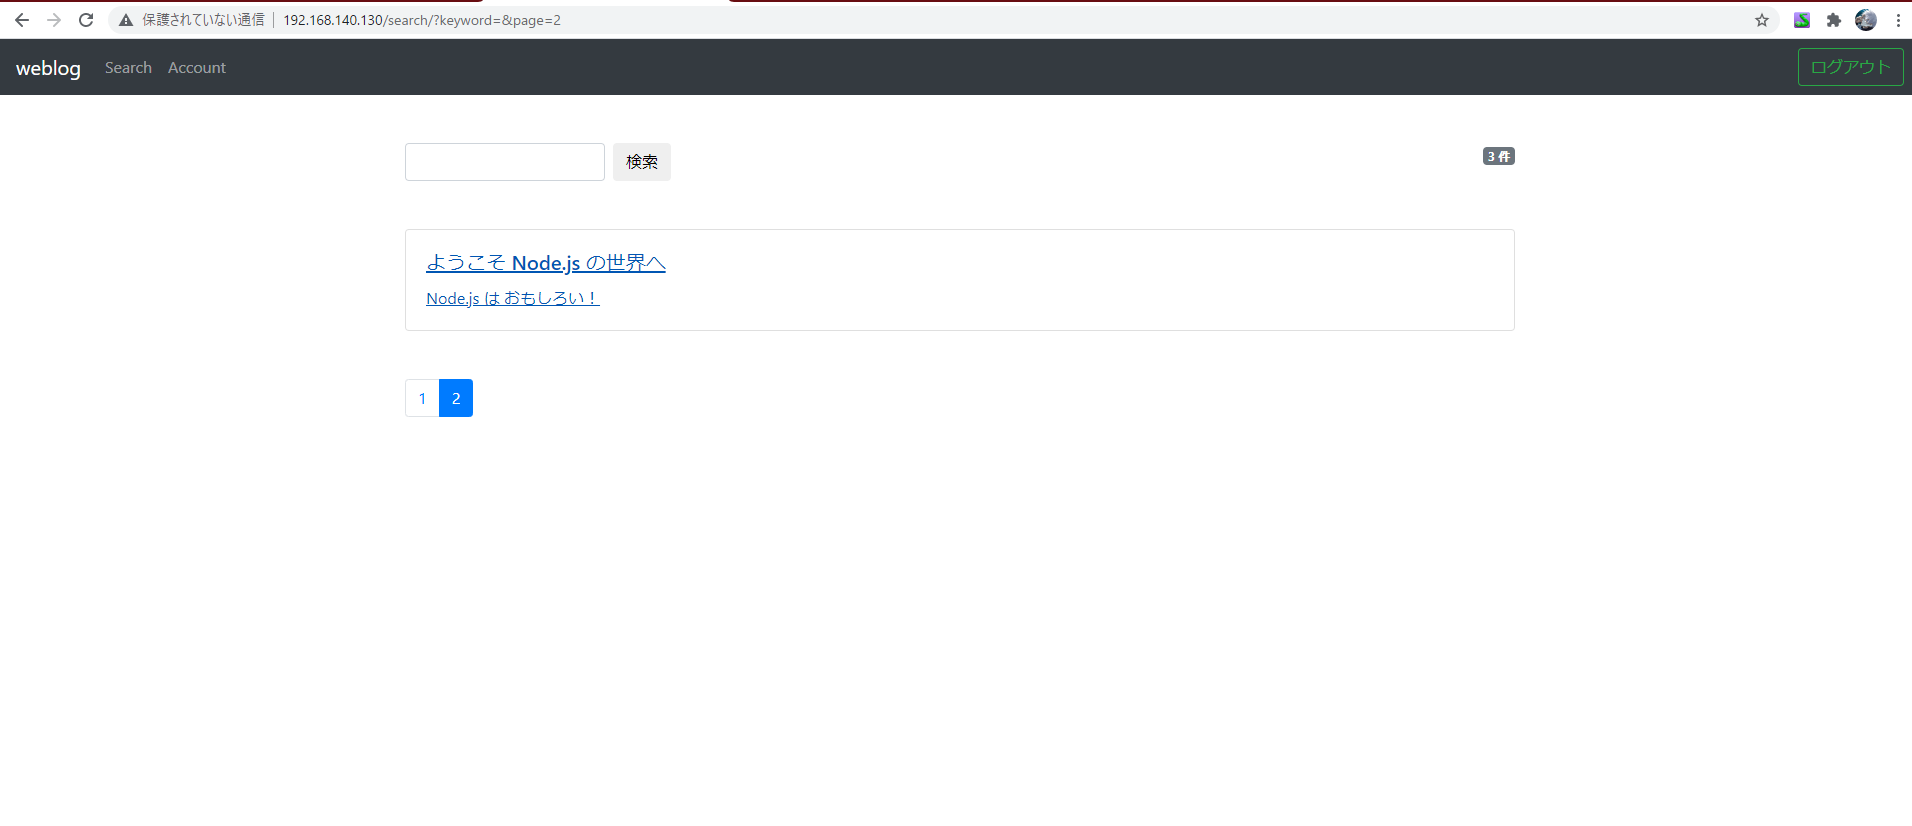 保護されていない通信 192.168.140.130/search/?keyword=&page=2
weblog Search Account ログアウト
検索 3 件
ようこそ Node.js の世界へ
Node.js は おもしろい！
1 2